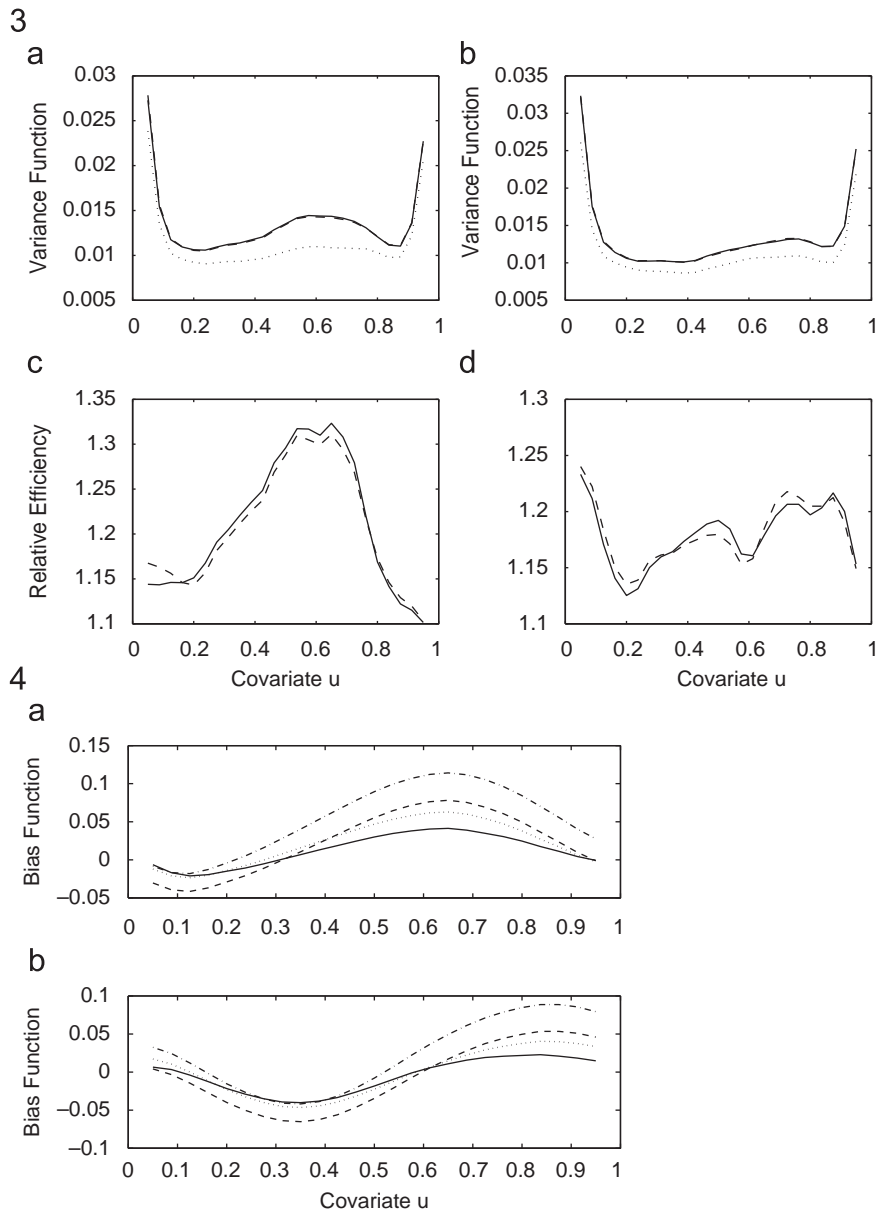 3
a
0.03
0.025
0.02
0.015
0.01
0.005
Variance Function
0 0.2 0.4 0.6 0.8 1
b
0.035
0.03
0.025
0.02
0.015
0.01
0.005
Variance Function
0 0.2 0.4 0.6 0.8 1
c
1.35
1.3
1.25
1.2
1.15
1.1
Relative Efficiency
0 0.2 0.4 0.6 0.8 1
Covariate u
d
1.3
1.25
1.2
1.15
1.1
0 0.2 0.4 0.6 0.8 1
Covariate u
4
a
0.15
0.1
0.05
0
–0.05
Bias Function
0 0.1 0.2 0.3 0.4 0.5 0.6 0.7 0.8 0.9 1
b
0.1
0.05
0
–0.05
–0.1
Bias Function
0 0.1 0.2 0.3 0.4 0.5 0.6 0.7 0.8 0.9 1
Covariate u